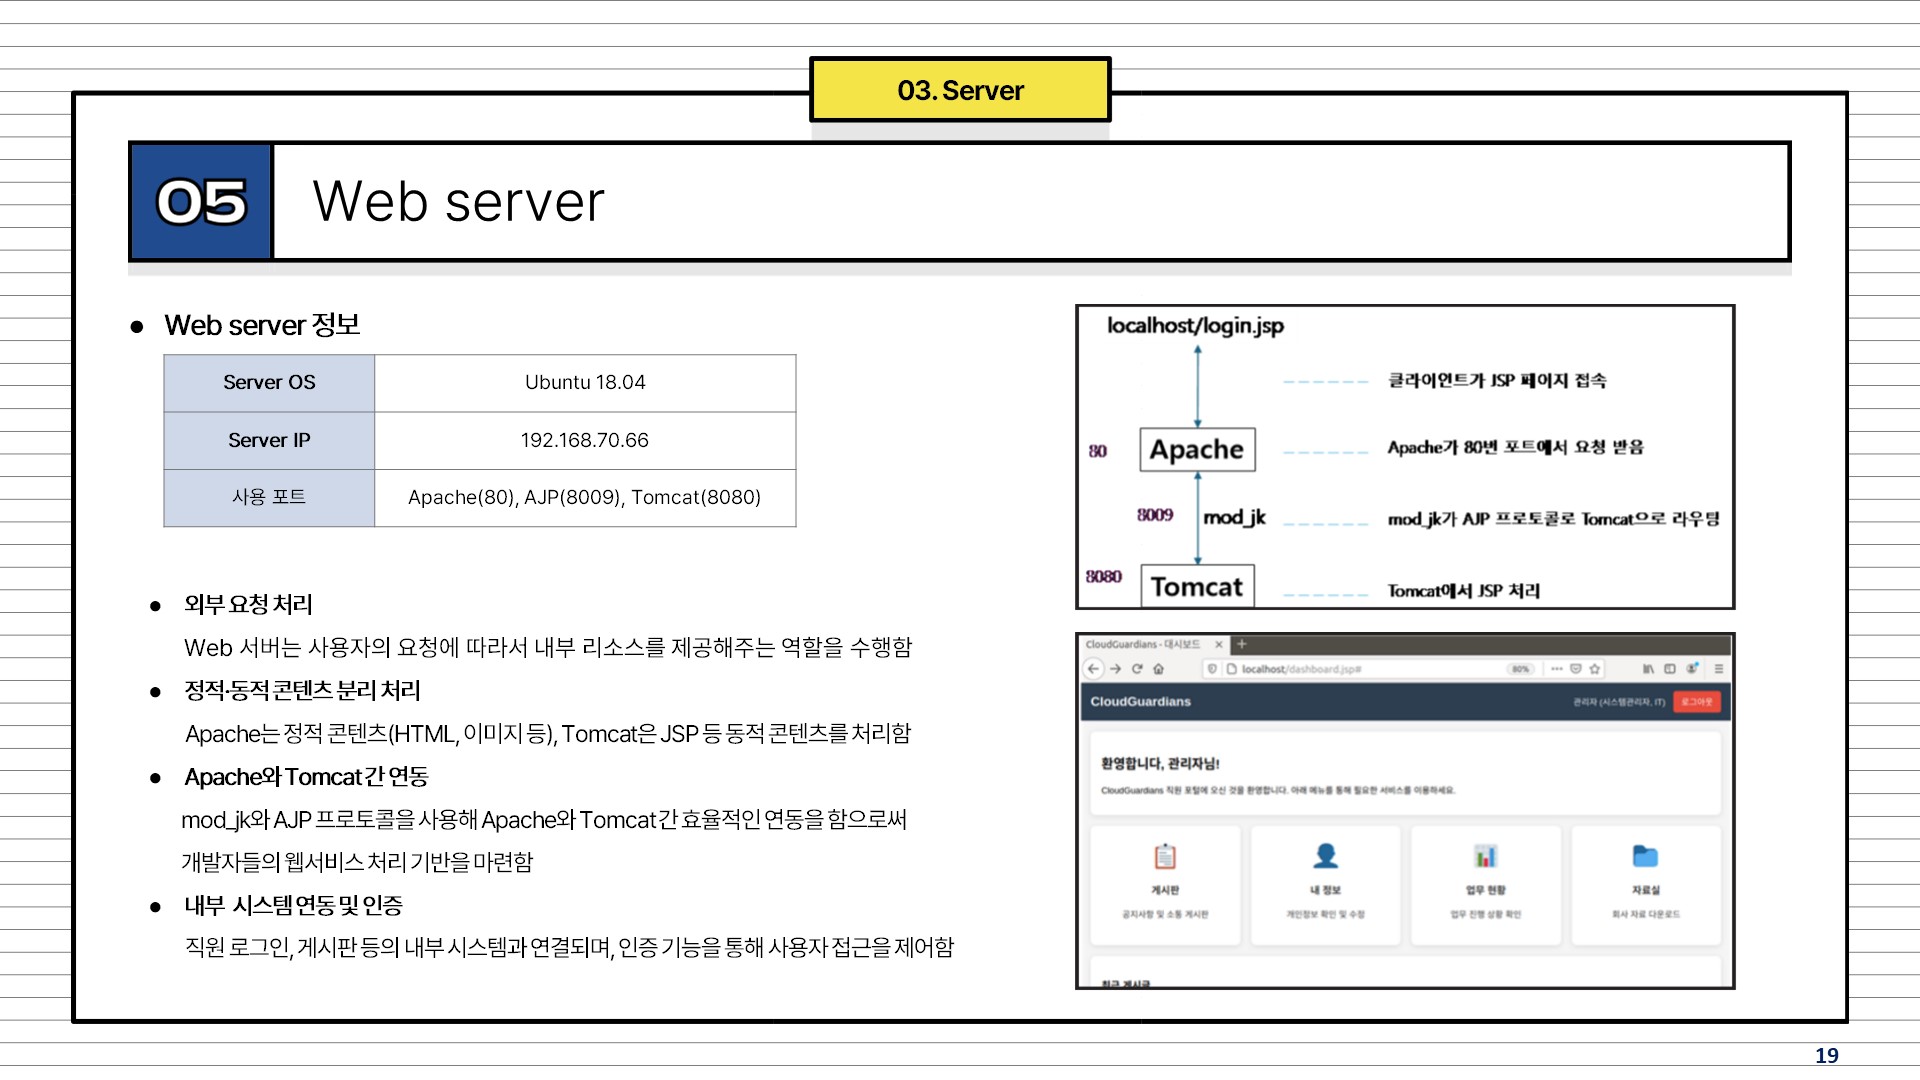 03. Server
05
Web server
● Web server 정보
Server OS
Ubuntu 18.04
Server IP
192.168.70.66
사용 포트
Apache(80), AJP(8009), Tomcat(8080)
● 외부 요청 처리
Web 서버는 사용자의 요청에 따라서 내부 리소스를 제공해주는 역할을 수행함
● 정적·동적 콘텐츠 분리 처리
Apache는 정적 콘텐츠(HTML, 이미지 등), Tomcat은 JSP 등 동적 콘텐츠를 처리함
● Apache와 Tomcat 간 연동
mod_jk와 AJP 프로토콜을 사용해 Apache와 Tomcat 간 효율적인 연동을 함으로써
개발자들의 웹서비스 처리 기반을 마련함
● 내부 시스템 연동 및 인증
직원 로그인, 게시판 등의 내부 시스템과 연결되며, 인증 기능을 통해 사용자 접근을 제어함
localhost/login.jsp
클라이언트가 JSP 페이지 접속
80
Apache
Apache가 80번 포트에서 요청 받음
8009
mod_jk
mod_jk가 AJP 프로토콜로 Tomcat으로 라우팅
8080
Tomcat
Tomcat에서 JSP 처리
CloudGuardians - 대시보드
localhost/dashboard.jsp#
80%
CloudGuardians
관리자 (시스템관리자, IT)
로그아웃
환영합니다, 관리자님!
CloudGuardians 직원 포털에 오신 것을 환영합니다. 아래 메뉴를 통해 필요한 서비스를 이용하세요.
게시판
공지사항 및 소통 게시판
내 정보
개인정보 확인 및 수정
업무 현황
업무 진행 상황 확인
자료실
회사 자료 다운로드
최근 게시글
19